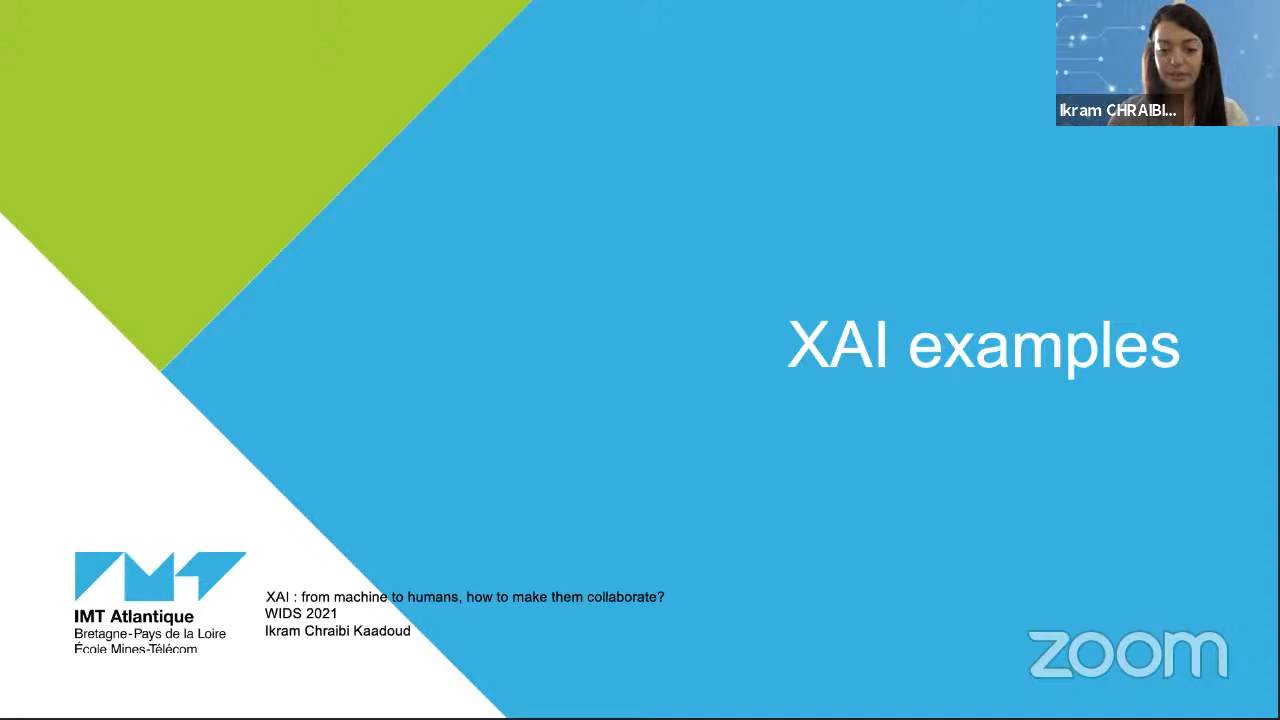 Ikram CHRAIBI...
XAI examples
IMT Atlantique
Bretagne-Pays de la Loire
École Mines-Télécom
XAI : from machine to humans, how to make them collaborate?
WIDS 2021
Ikram Chraibi Kaadoud
zoom